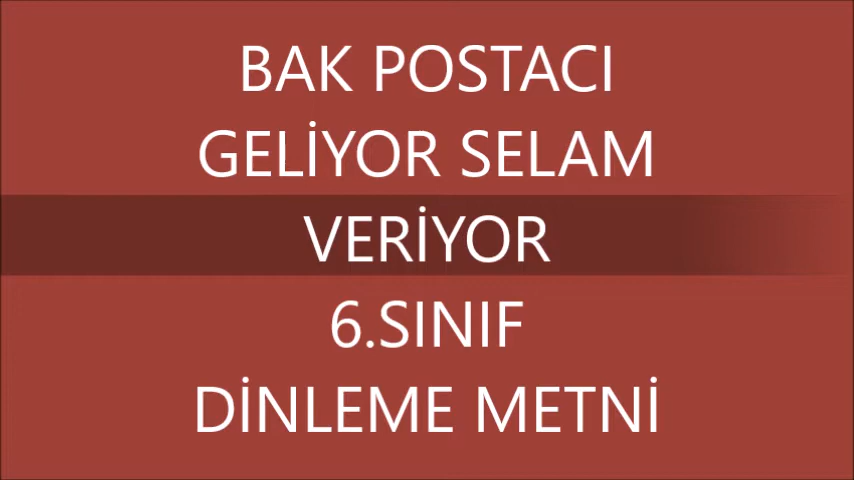 BAK POSTACI
GELİYOR SELAM
VERİYOR
6.SINIF
DİNLEME METNİ